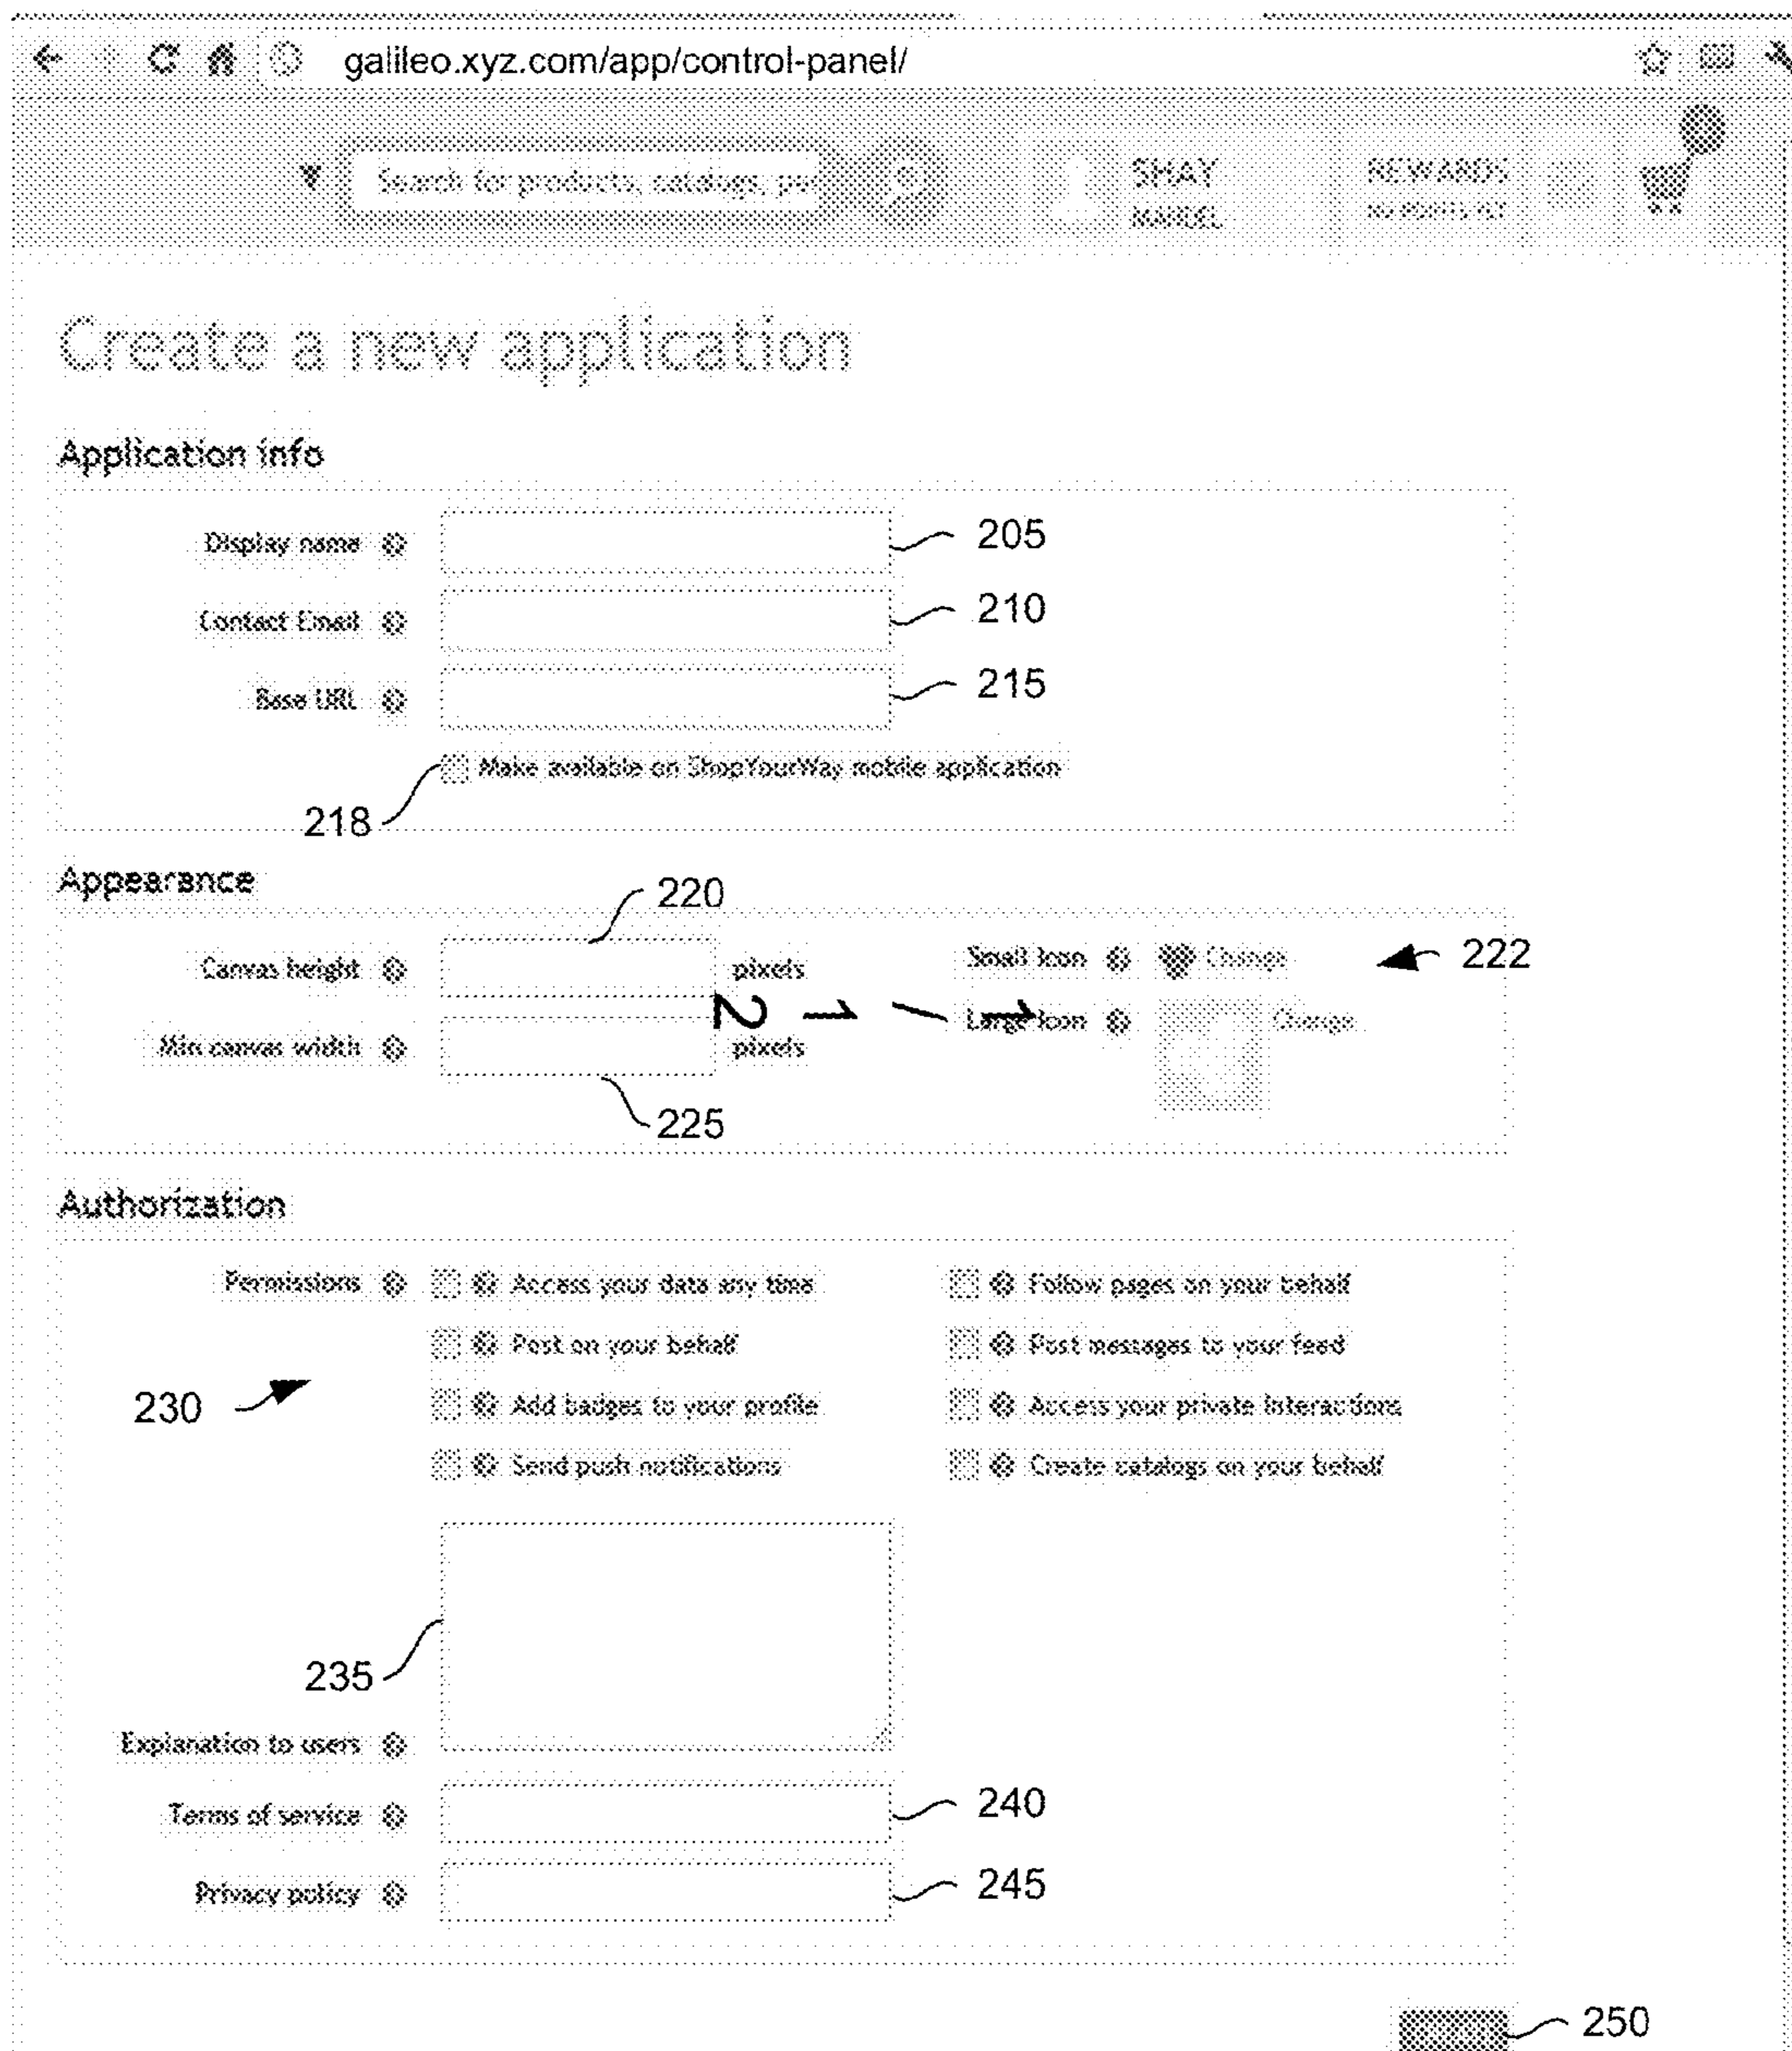 galileo.xyz.com/app/control-panel/
Search for products, catalogs,
SHAY
REWARDS
Create a new application
Application info
Display name 205
Contact Email 210
Base URL 215
Make available on ShopYourWay mobile application
218
Appearance
220
Canvas height pixels Small Icon Change 222
2 1 / 1
Min canvas width pixels Large Icon Change
225
Authorization
Permissions Access your data any time Follow pages on your behalf
Post on your behalf Post messages to your feed
230 Add badges to your profile Access your private interactions
Send push notifications Create catalogs on your behalf
235
Explanation to users
Terms of service 240
Privacy policy 245
250